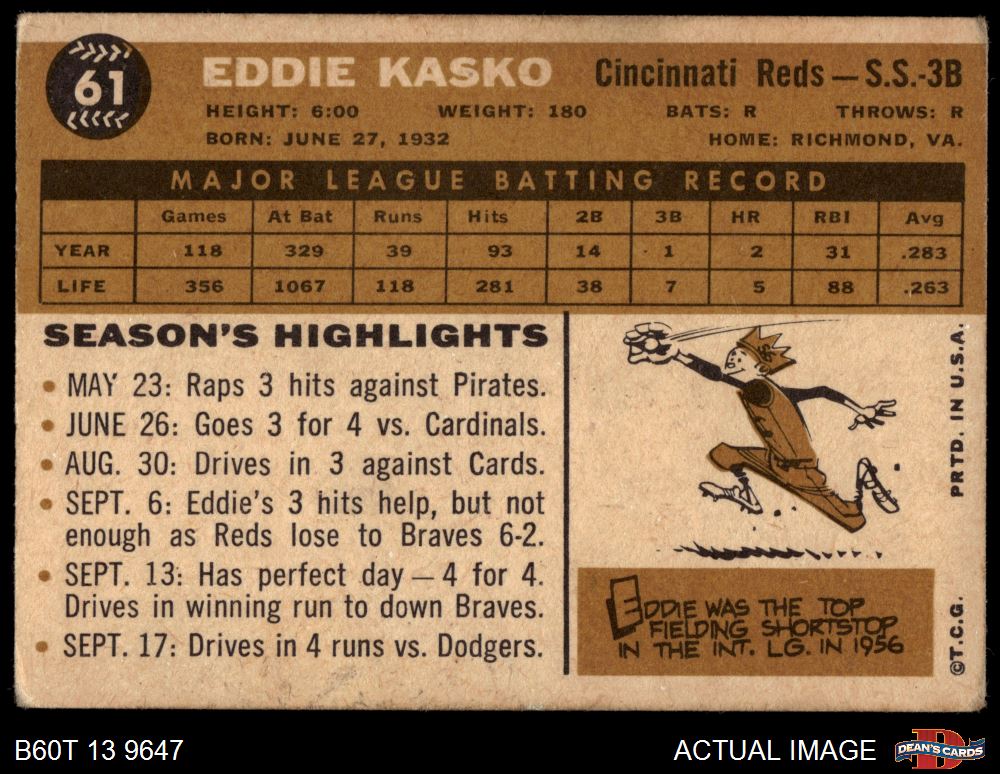 61
EDDIE KASKO Cincinnati Reds — S.S.-3B
HEIGHT: 6:00 WEIGHT: 180 BATS: R THROWS: R
BORN: JUNE 27, 1932 HOME: RICHMOND, VA.
MAJOR LEAGUE BATTING RECORD
Games At Bat Runs Hits 2B 3B HR RBI Avg
YEAR 118 329 39 93 14 1 2 31 .283
LIFE 356 1067 118 281 38 7 5 88 .263
SEASON'S HIGHLIGHTS
• MAY 23: Raps 3 hits against Pirates.
• JUNE 26: Goes 3 for 4 vs. Cardinals.
• AUG. 30: Drives in 3 against Cards.
• SEPT. 6: Eddie's 3 hits help, but not
enough as Reds lose to Braves 6-2.
• SEPT. 13: Has perfect day — 4 for 4.
Drives in winning run to down Braves.
• SEPT. 17: Drives in 4 runs vs. Dodgers.
EDDIE WAS THE TOP
FIELDING SHORTSTOP
IN THE INT. LG. IN 1956
©T.C.G. PRTD. IN U.S.A.
B60T 13 9647 ACTUAL IMAGE DEAN'S CARDS